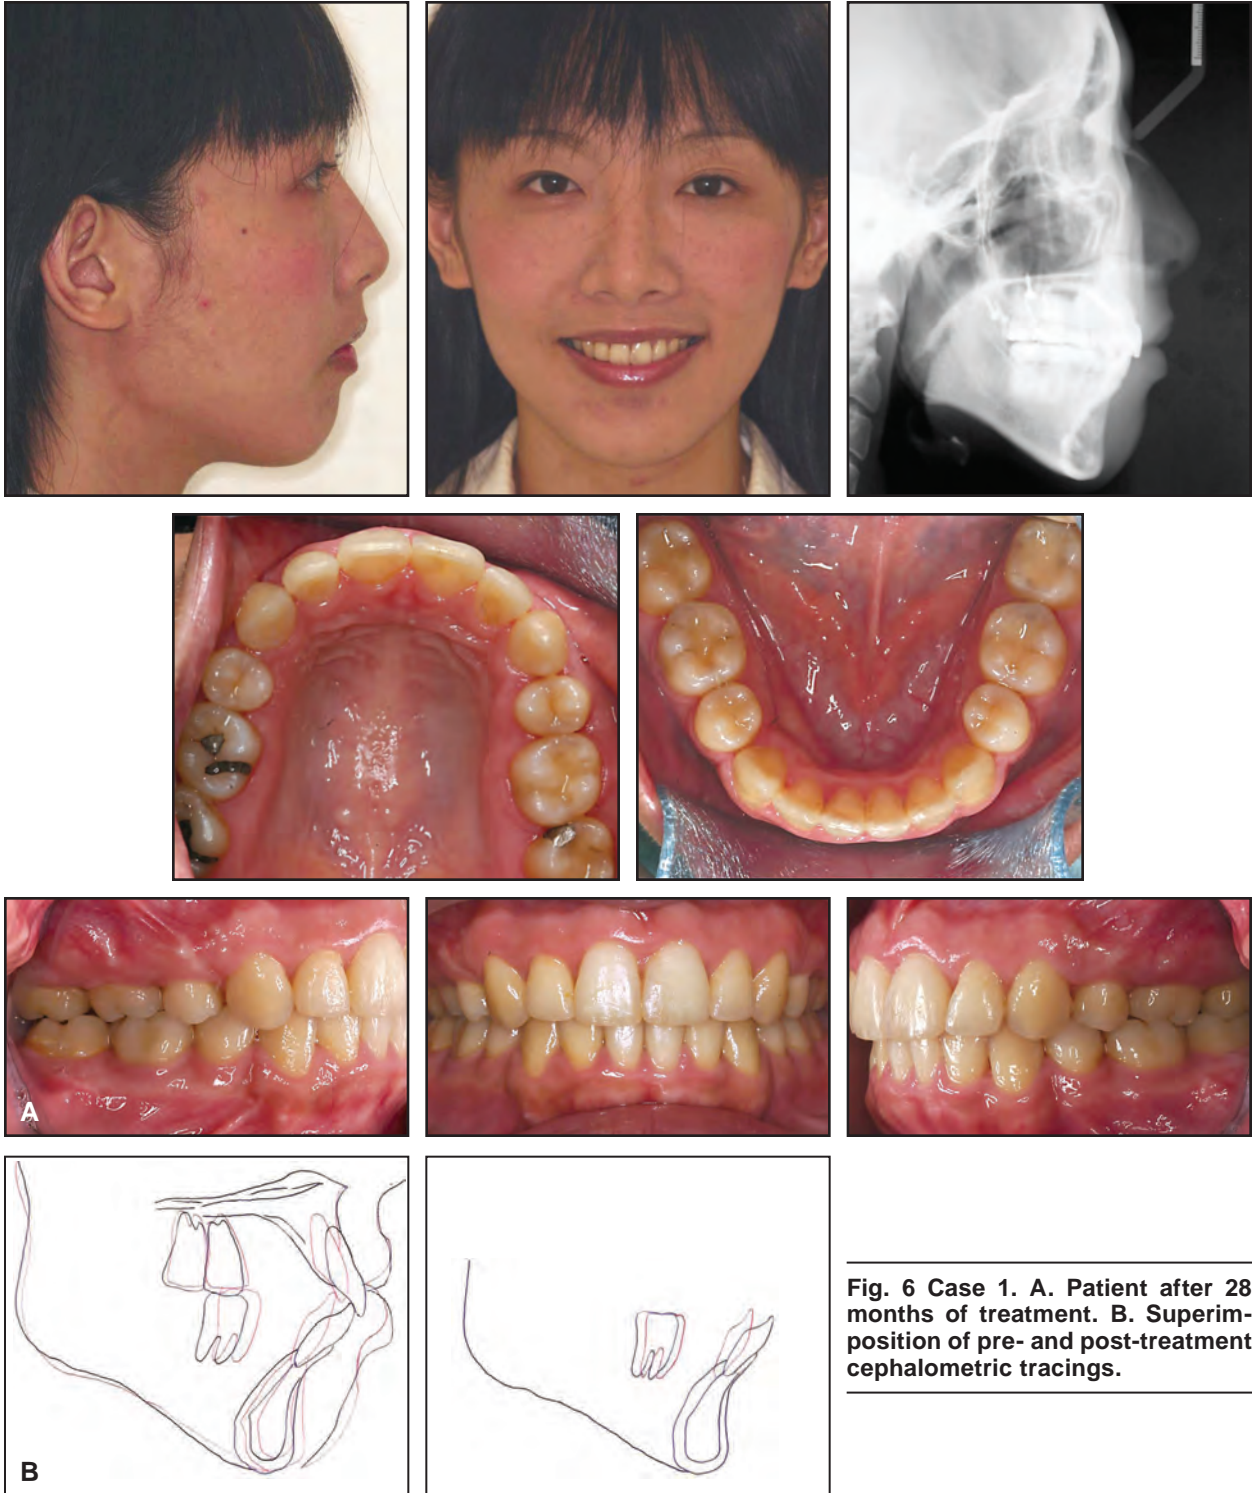 A
B
Fig. 6 Case 1. A. Patient after 28
months of treatment. B. Superim-
position of pre- and post-treatment
cephalometric tracings.